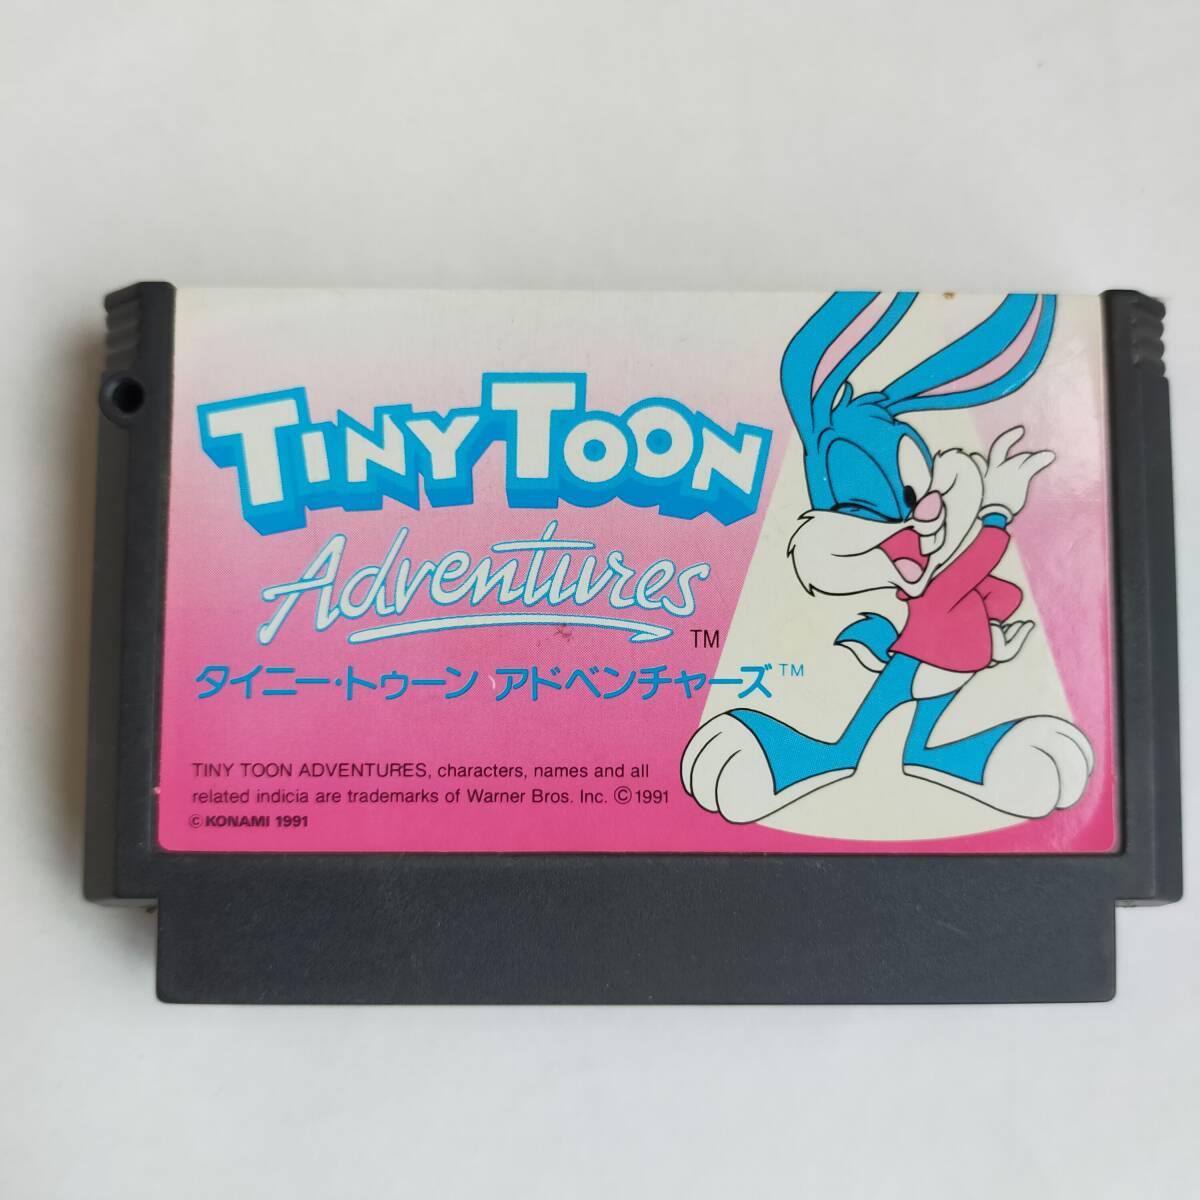 TINY TOON
Adventures TM
タイニー・トゥーン アドベンチャーズ TM
TINY TOON ADVENTURES, characters, names and all
related indicia are trademarks of Warner Bros. Inc. ©1991
© KONAMI 1991